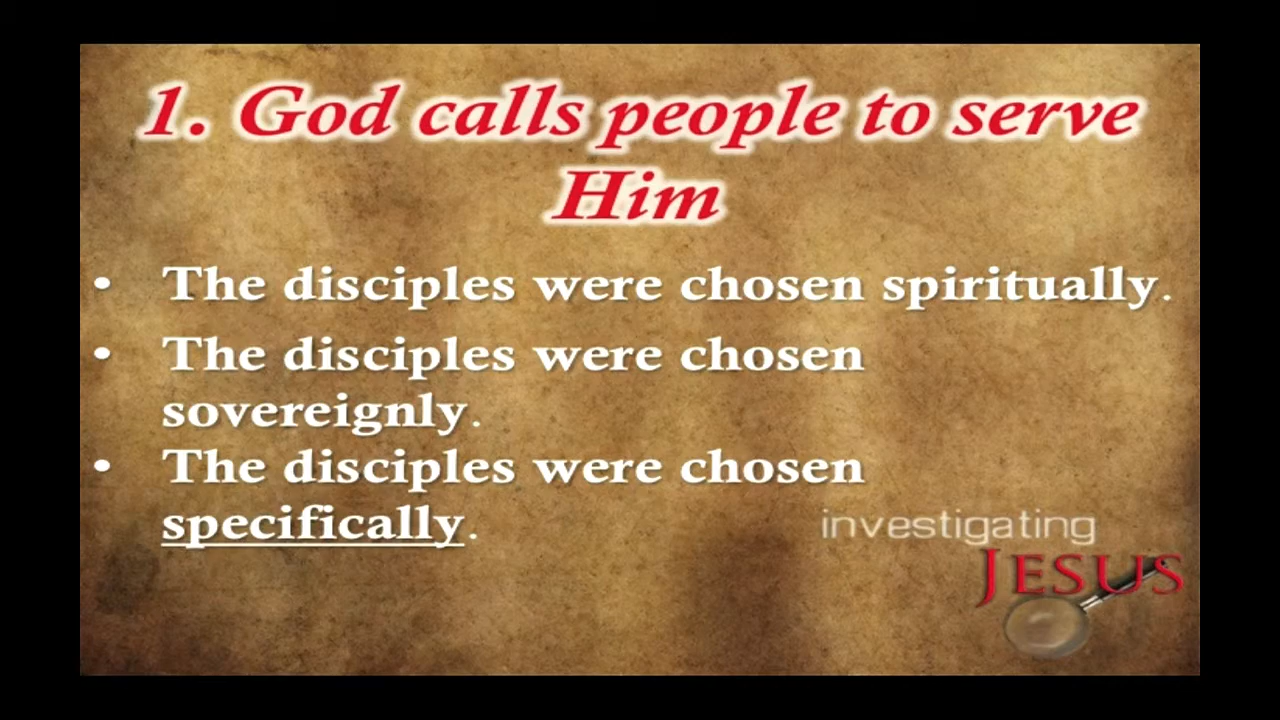 1. God calls people to serve
Him
• The disciples were chosen spiritually.
• The disciples were chosen
sovereignly.
• The disciples were chosen
specifically.
investigating
JESUS